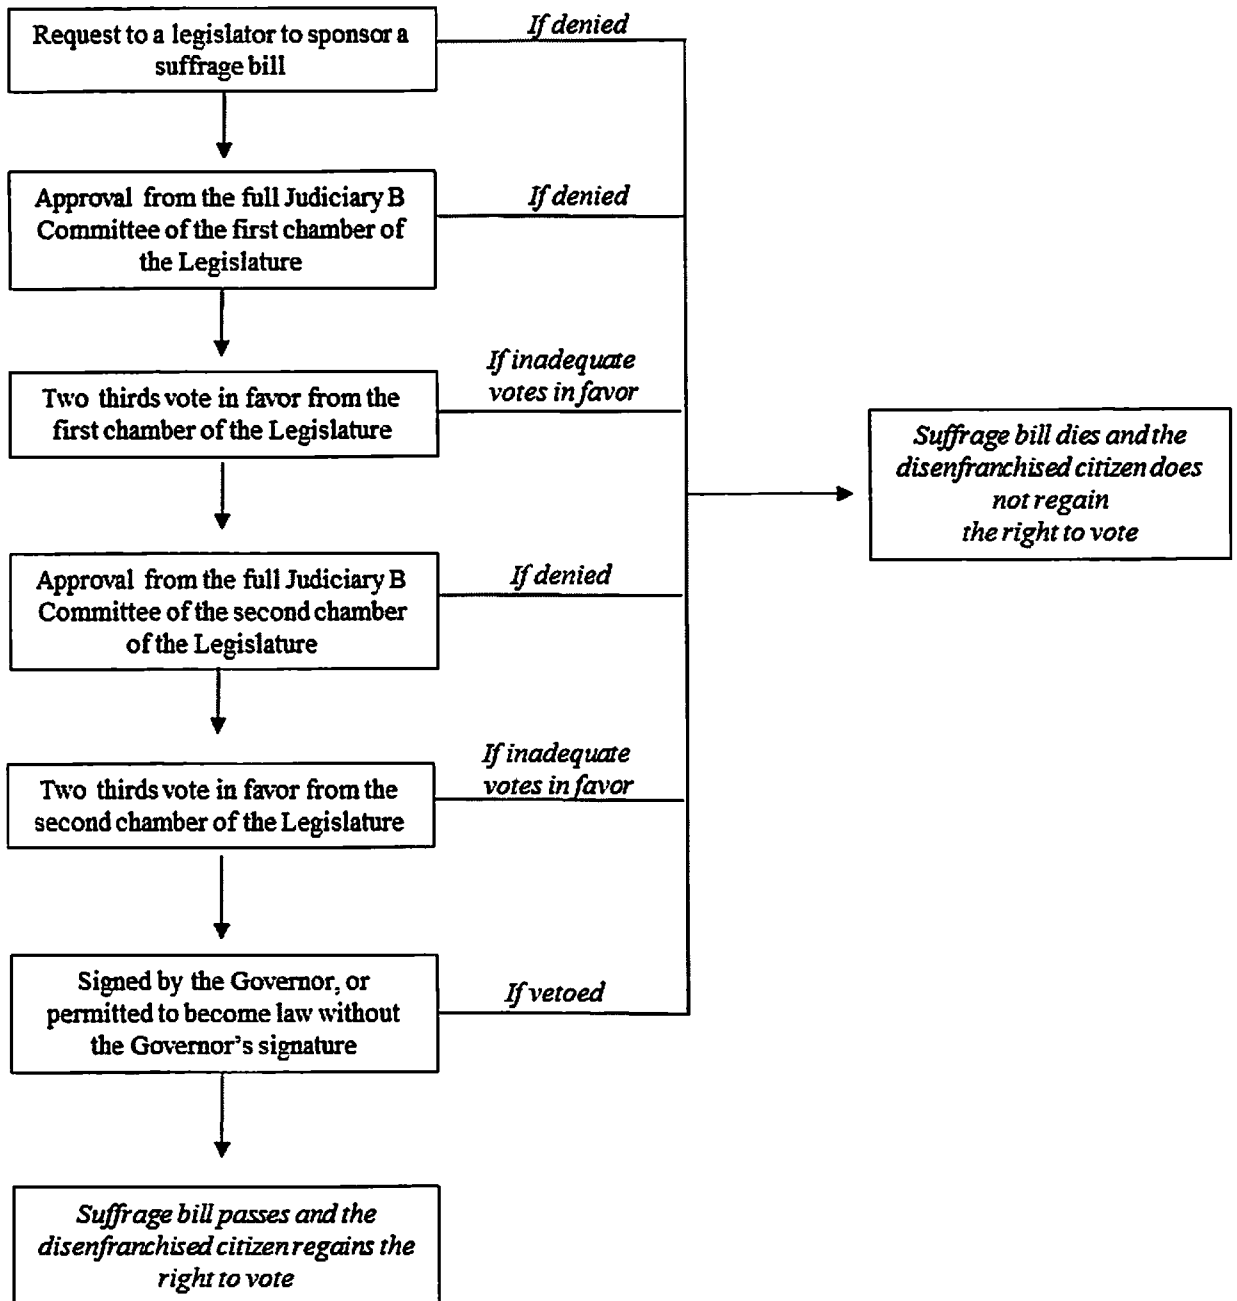 Request to a legislator to sponsor a
suffrage bill
If denied
Approval from the full Judiciary B
Committee of the first chamber of
the Legislature
If denied
Two thirds vote in favor from the
first chamber of the Legislature
If inadequate
votes in favor
Approval from the full Judiciary B
Committee of the second chamber
of the Legislature
If denied
Two thirds vote in favor from the
second chamber of the Legislature
If inadequate
votes in favor
Signed by the Governor, or
permitted to become law without
the Governor's signature
If vetoed
Suffrage bill passes and the
disenfranchised citizen regains the
right to vote
Suffrage bill dies and the
disenfranchised citizen does
not regain
the right to vote